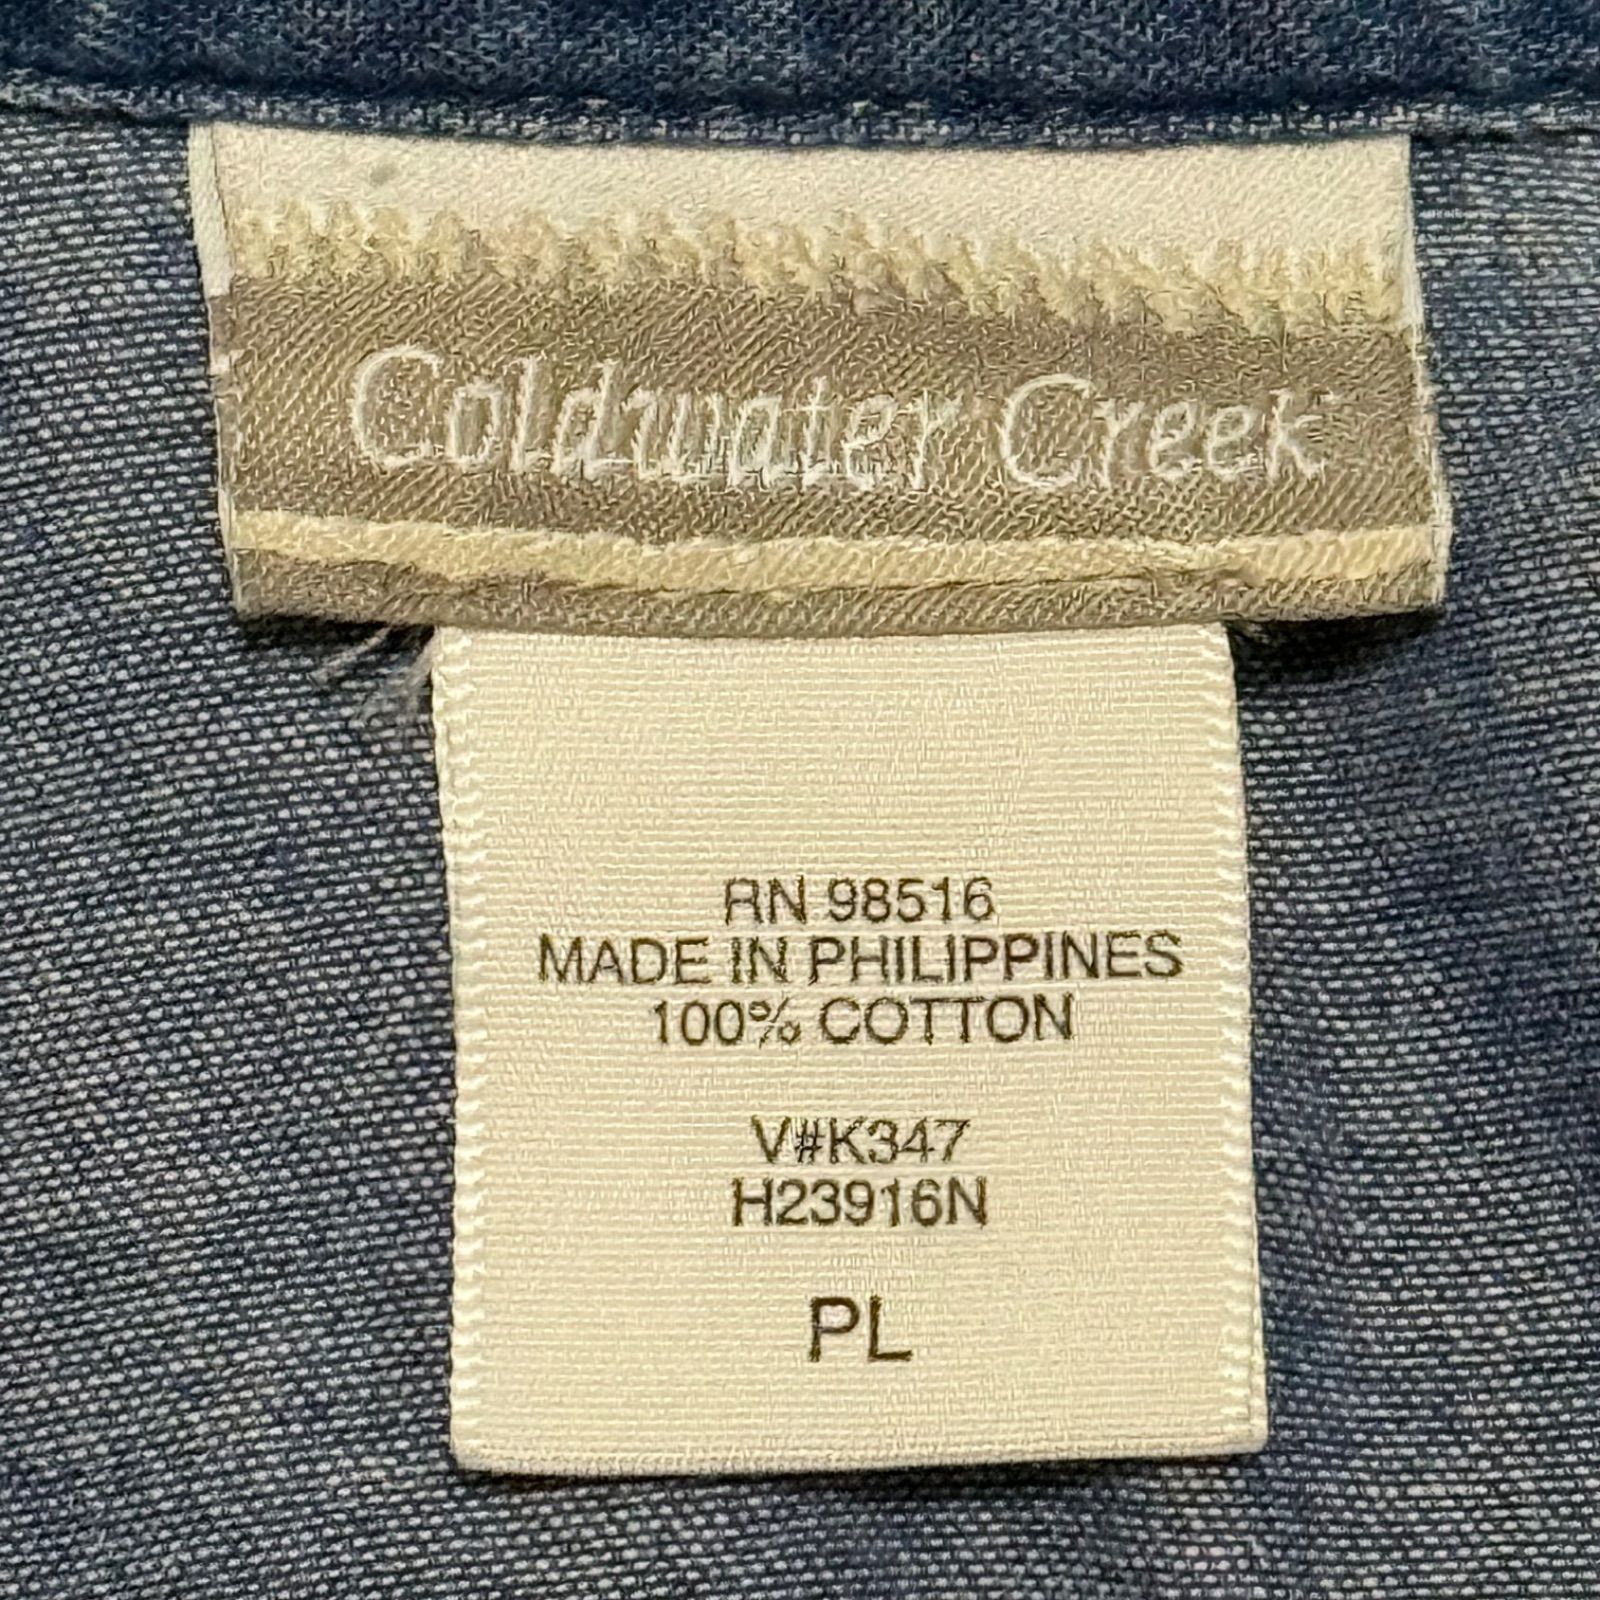 Coldwater Creek
RN 98516
MADE IN PHILIPPINES
100% COTTON
V#K347
H23916N
PL